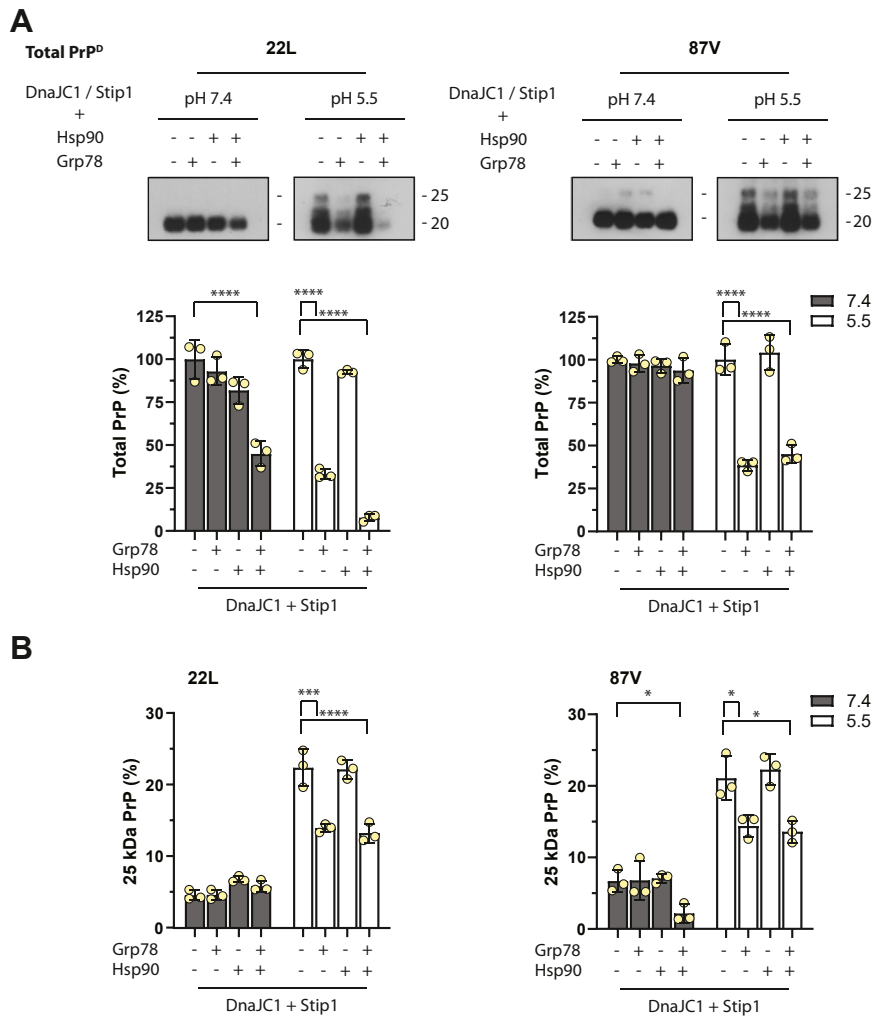 A
Total PrPᴰ 22L 87V
DnaJC1 / Stip1 pH 7.4 pH 5.5 DnaJC1 / Stip1 pH 7.4 pH 5.5
+ +
Hsp90 - - + + - - + + Hsp90 - - + + - - + +
Grp78 - + - + - + - + Grp78 - + - + - + - +
- - 25 - - 25
- - 20 - - 20
**** **** **** **** ****
7.4
5.5
Total PrP (%) 125 100 75 50 25 0
Total PrP (%) 125 100 75 50 25 0
Grp78 - + - + - + - + Grp78 - + - + - + - +
Hsp90 - - + + - - + + Hsp90 - - + + - - + +
DnaJC1 + Stip1 DnaJC1 + Stip1
B
22L 87V
*** **** * * *
7.4
5.5
25 kDa PrP (%) 30 20 10 0
25 kDa PrP (%) 30 20 10 0
Grp78 - + - + - + - + Grp78 - + - + - + - +
Hsp90 - - + + - - + + Hsp90 - - + + - - + +
DnaJC1 + Stip1 DnaJC1 + Stip1